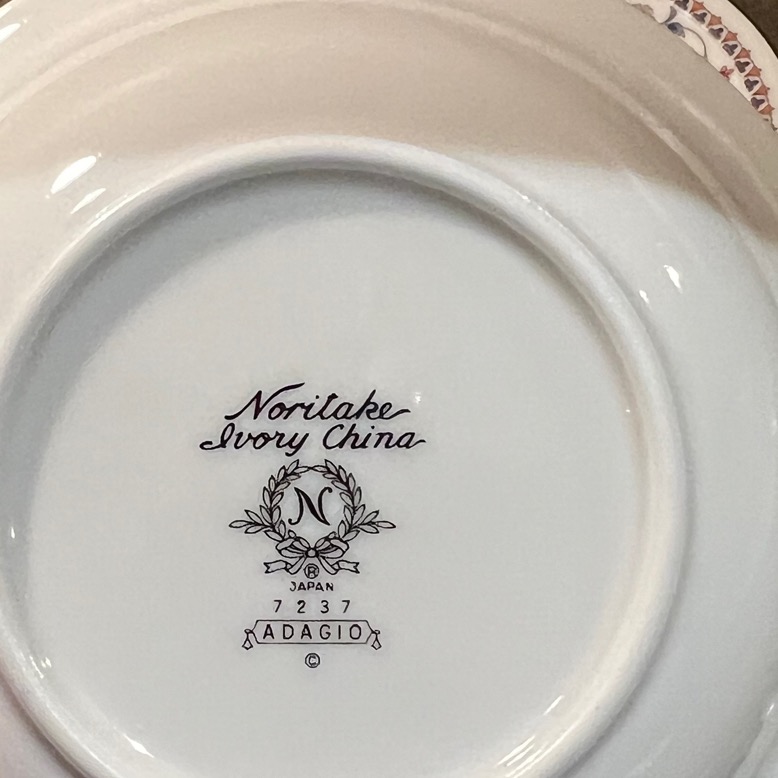 Noritake
Ivory China
N
®
JAPAN
7237
ADAGIO
©